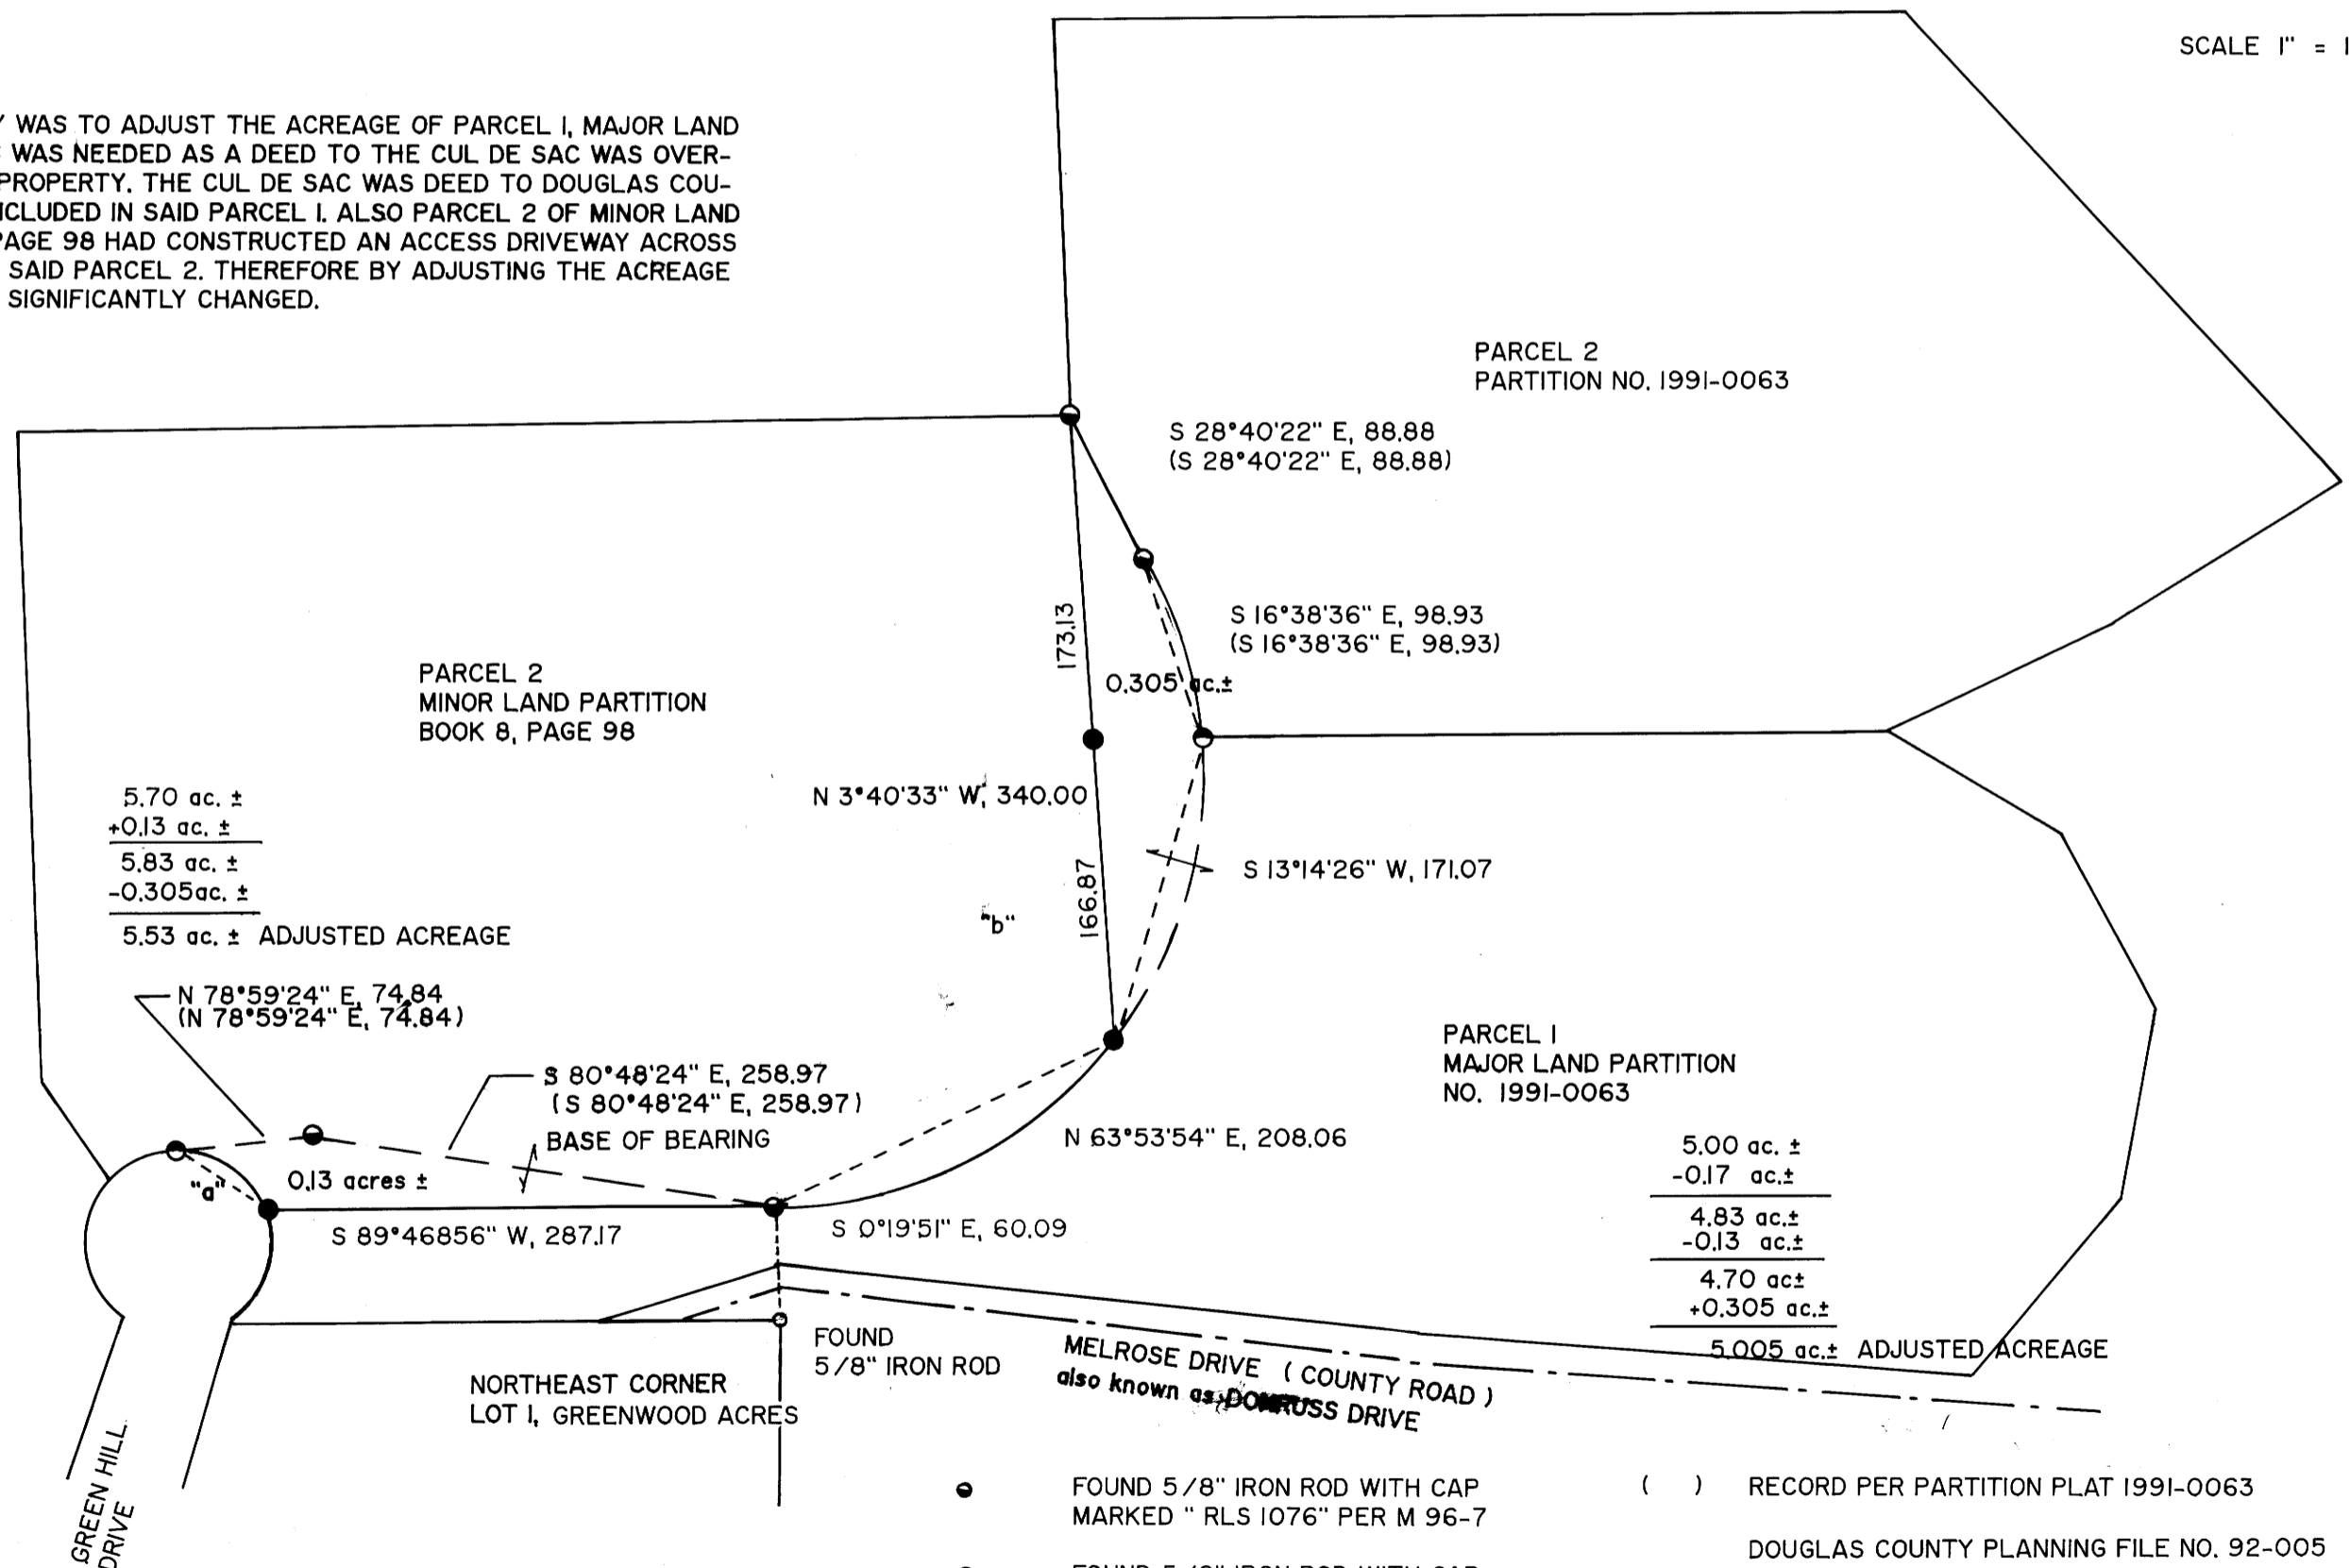 SCALE 1" = 1
WAS TO ADJUST THE ACREAGE OF PARCEL 1, MAJOR LAND
WAS NEEDED AS A DEED TO THE CUL DE SAC WAS OVER-
PROPERTY. THE CUL DE SAC WAS DEED TO DOUGLAS COU-
NCLUDED IN SAID PARCEL 1. ALSO PARCEL 2 OF MINOR LAND
PAGE 98 HAD CONSTRUCTED AN ACCESS DRIVEWAY ACROSS
SAID PARCEL 2. THEREFORE BY ADJUSTING THE ACREAGE
SIGNIFICANTLY CHANGED.
PARCEL 2
PARTITION NO. 1991-0063
S 28°40'22" E, 88.88
(S 28°40'22" E, 88.88)
173.13
S 16°38'36" E, 98.93
(S 16°38'36" E, 98.93)
0.305 ac.±
PARCEL 2
MINOR LAND PARTITION
BOOK 8, PAGE 98
N 3°40'33" W, 340.00
5.70 ac. ±
+0.13 ac. ±
5.83 ac. ±
-0.305ac. ±
5.53 ac. ± ADJUSTED ACREAGE
166.87
S 13°14'26" W, 171.07
"b"
N 78°59'24" E, 74.84
(N 78°59'24" E, 74.84)
S 80°48'24" E, 258.97
(S 80°48'24" E, 258.97)
BASE OF BEARING
PARCEL 1
MAJOR LAND PARTITION
NO. 1991-0063
N 63°53'54" E, 208.06
"a"
0.13 acres ±
S 89°46856" W, 287.17
S 0°19'51" E, 60.09
5.00 ac. ±
-0.17 ac.±
4.83 ac.±
-0.13 ac.±
4.70 ac±
+0.305 ac.±
5.005 ac.± ADJUSTED ACREAGE
FOUND
5/8" IRON ROD
MELROSE DRIVE ( COUNTY ROAD )
also known as DRIVE
NORTHEAST CORNER
LOT 1, GREENWOOD ACRES
GREEN HILL
DRIVE
FOUND 5/8" IRON ROD WITH CAP
MARKED " RLS 1076" PER M 96-7
( ) RECORD PER PARTITION PLAT 1991-0063
DOUGLAS COUNTY PLANNING FILE NO. 92-005
FOUND 5/8" IRON ROD WITH CAP